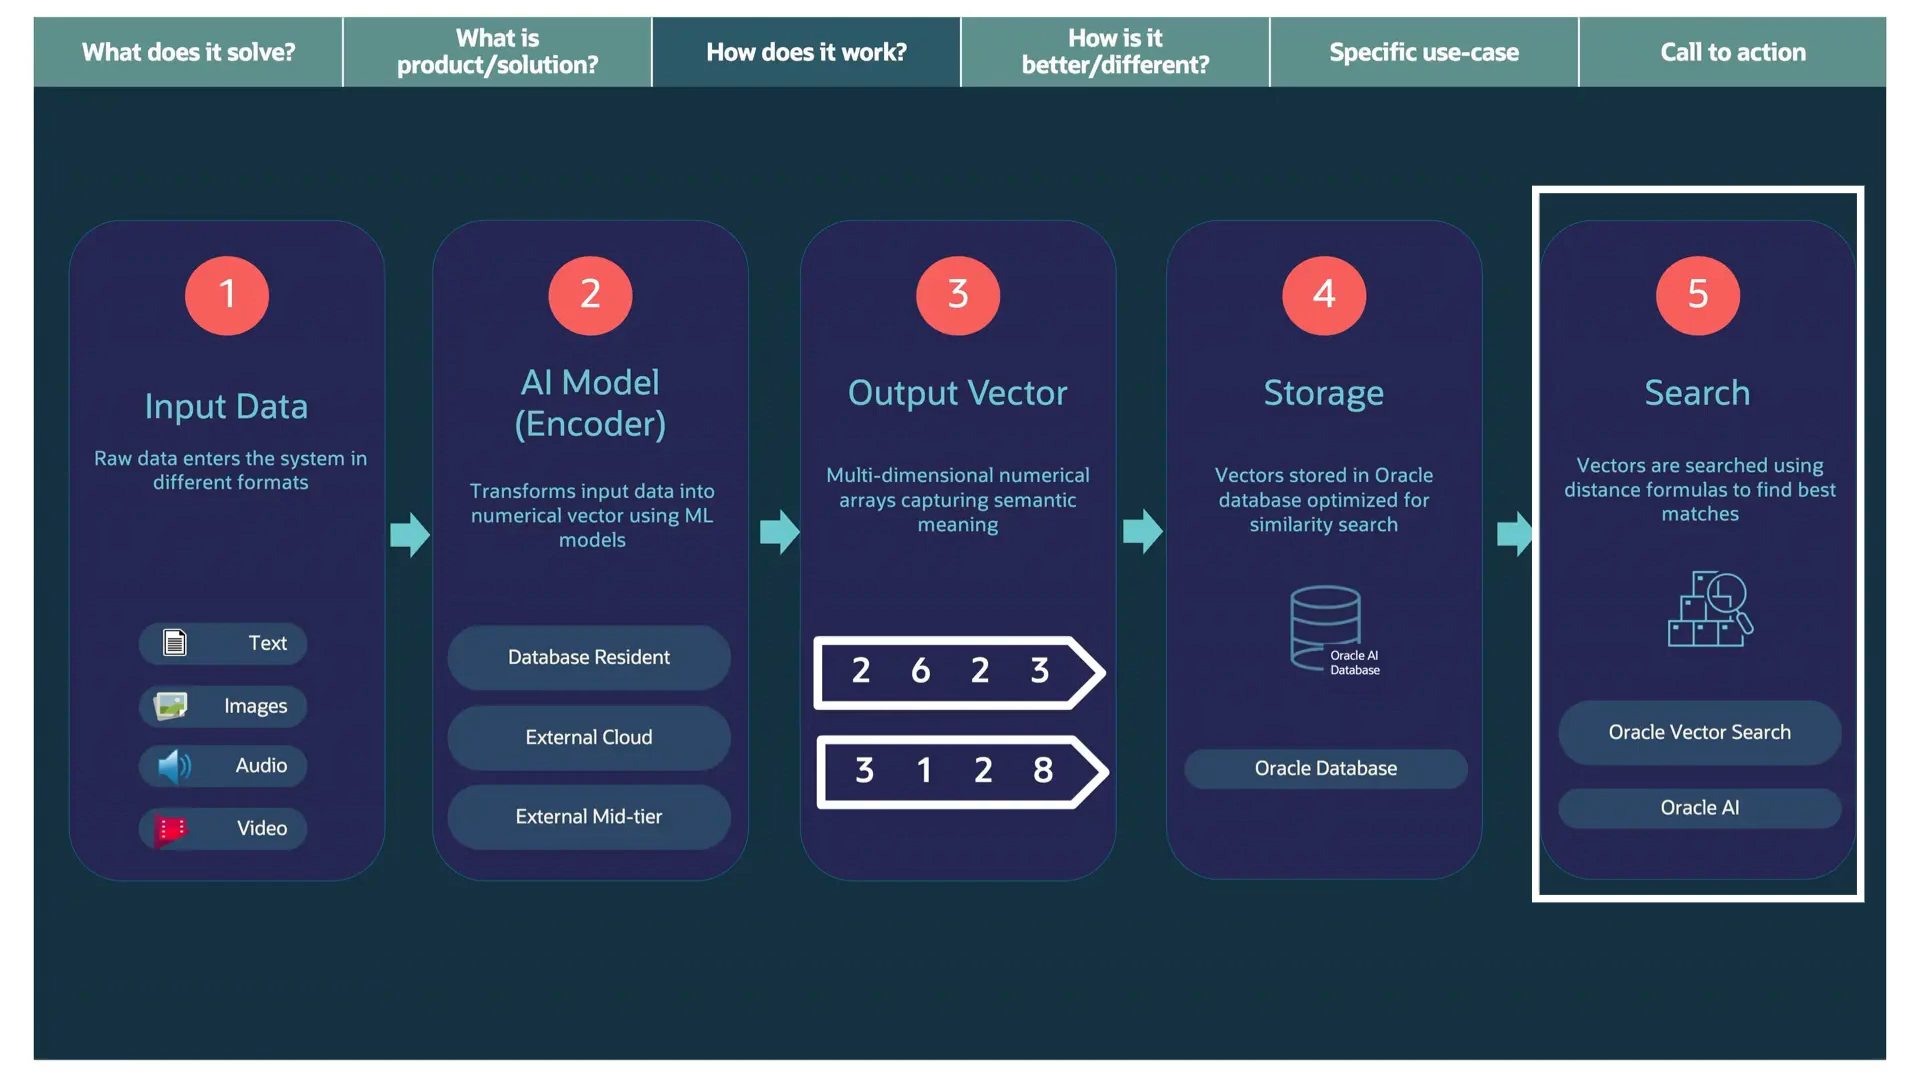 What does it solve?
What is
product/solution?
How does it work?
How is it
better/different?
Specific use-case
Call to action
1
Input Data
Raw data enters the system in
different formats
Text
Images
Audio
Video
2
AI Model
(Encoder)
Transforms input data into
numerical vector using ML
models
Database Resident
External Cloud
External Mid-tier
3
Output Vector
Multi-dimensional numerical
arrays capturing semantic
meaning
2 6 2 3
3 1 2 8
4
Storage
Vectors stored in Oracle
database optimized for
similarity search
Oracle AI
Database
Oracle Database
5
Search
Vectors are searched using
distance formulas to find best
matches
Oracle Vector Search
Oracle AI